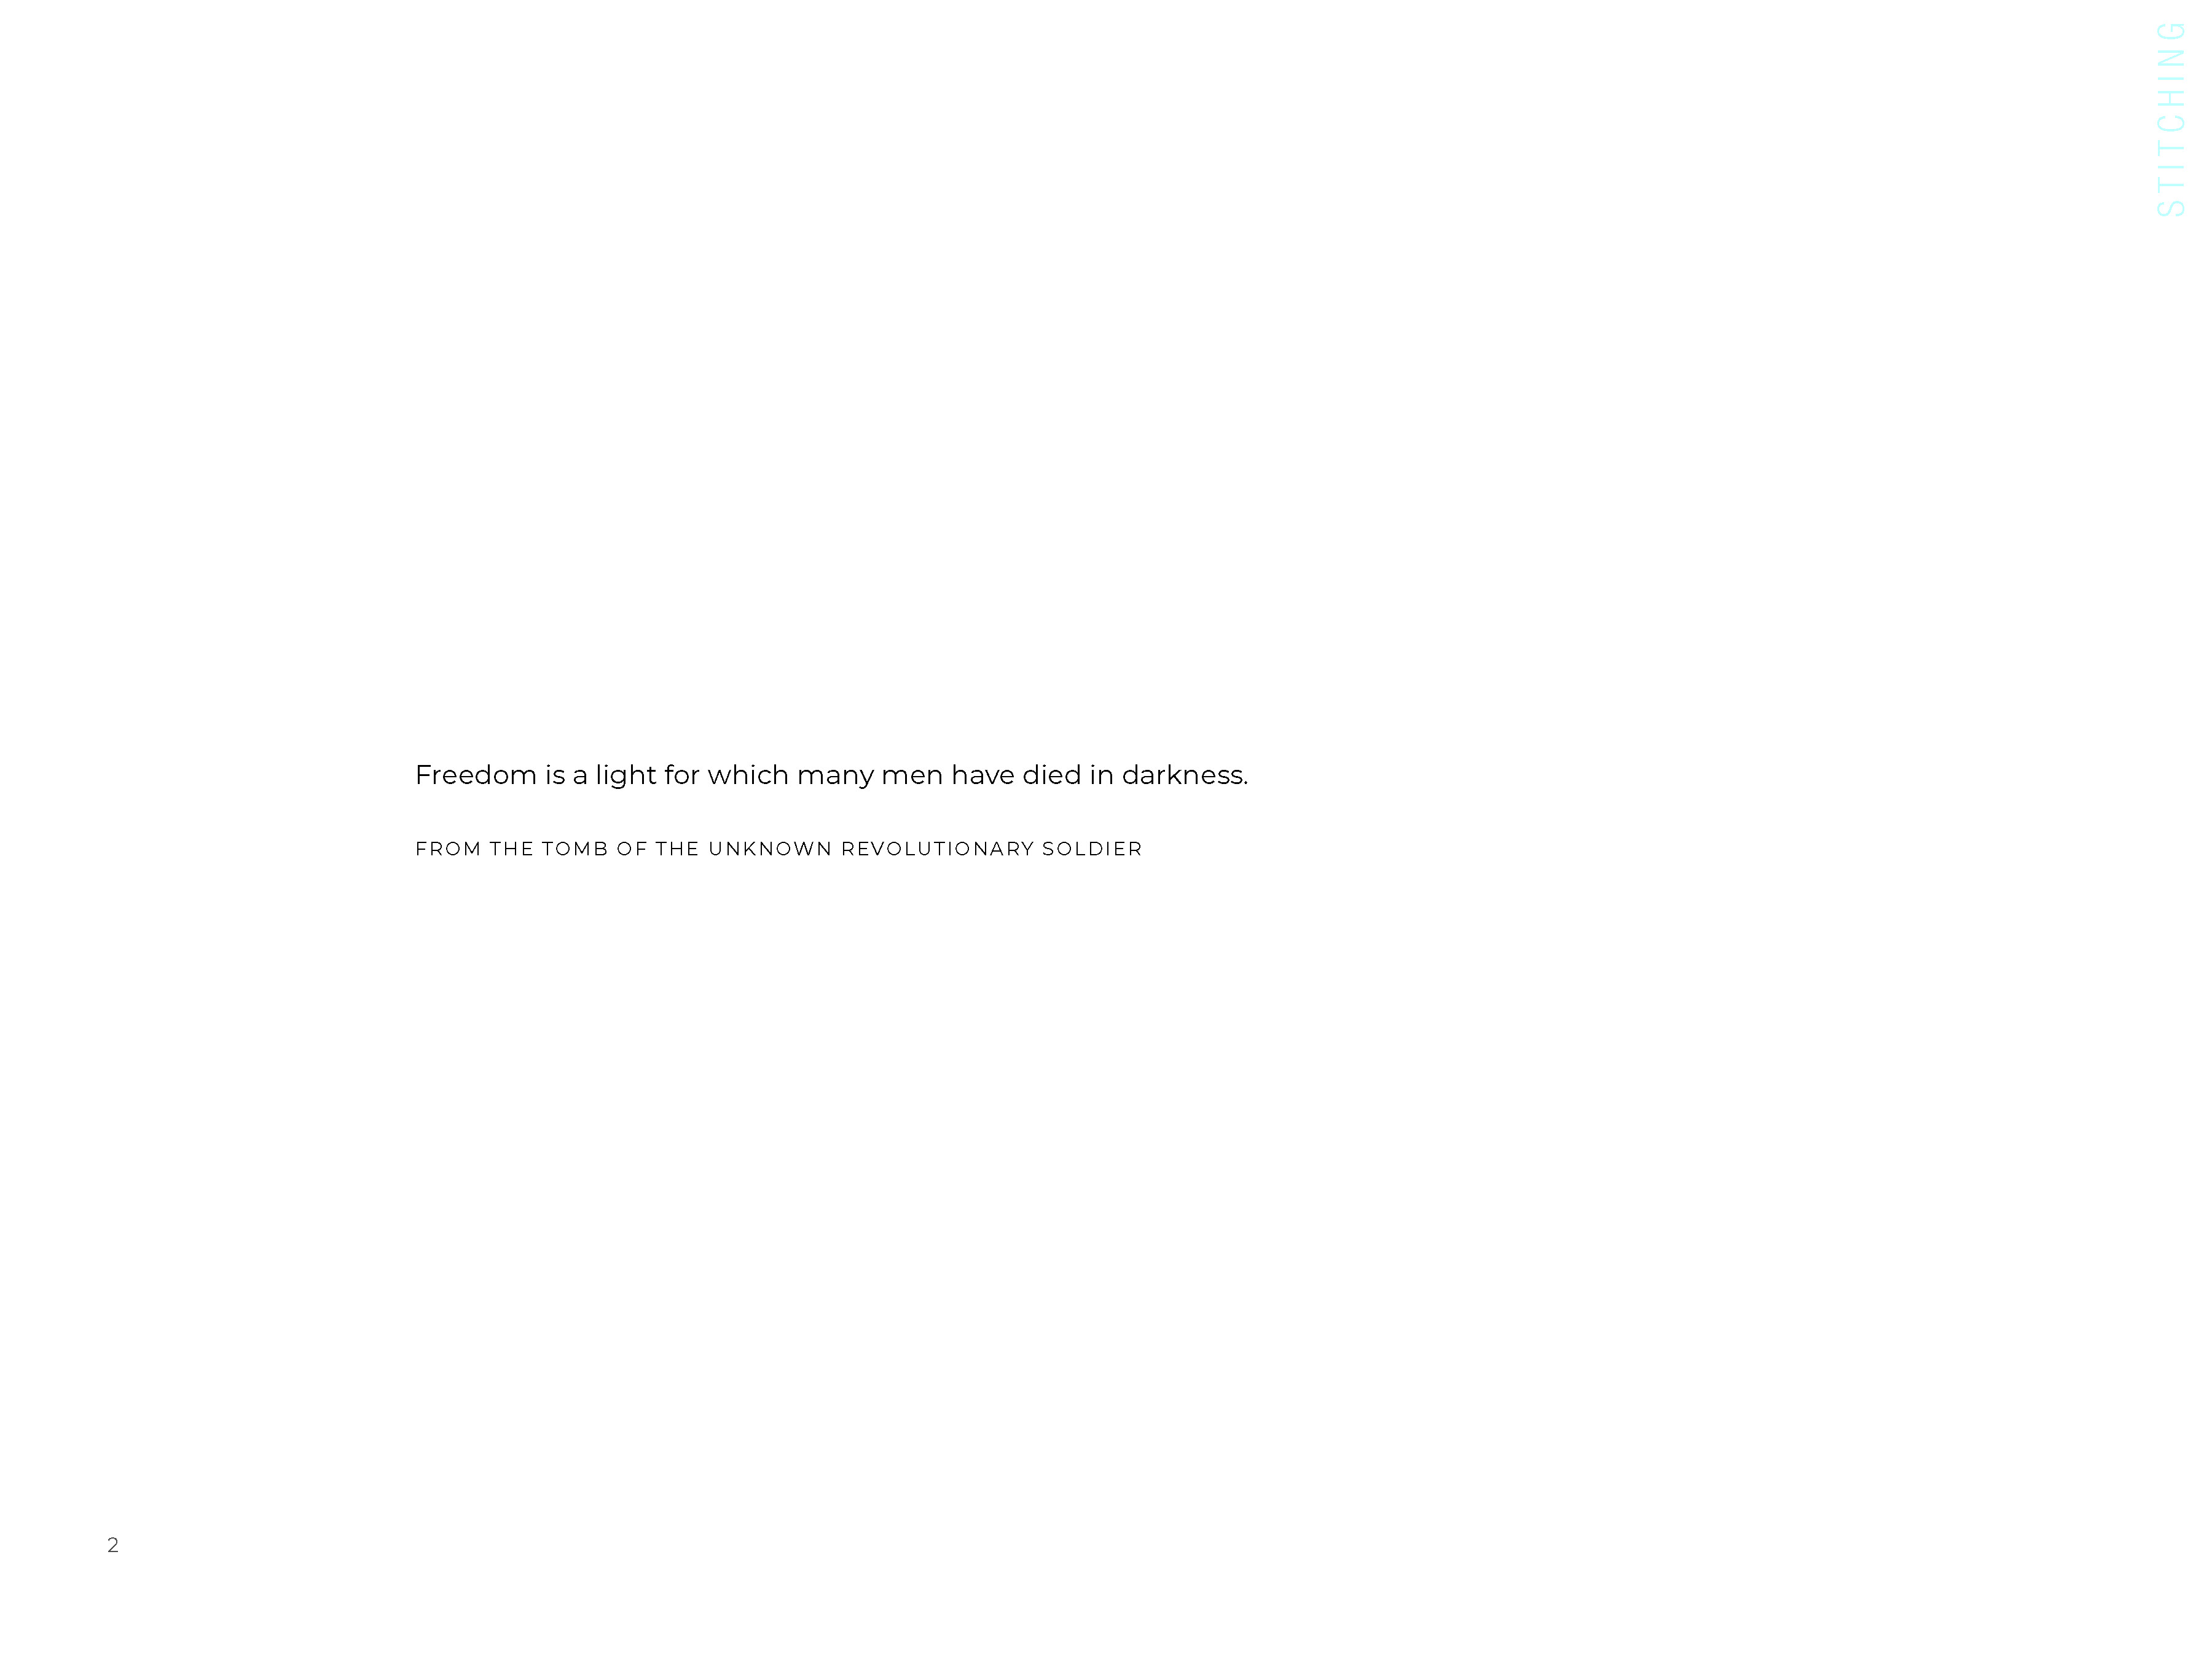 STITCHING
Freedom is a light for which many men have died in darkness.
FROM THE TOMB OF THE UNKNOWN REVOLUTIONARY SOLDIER
2